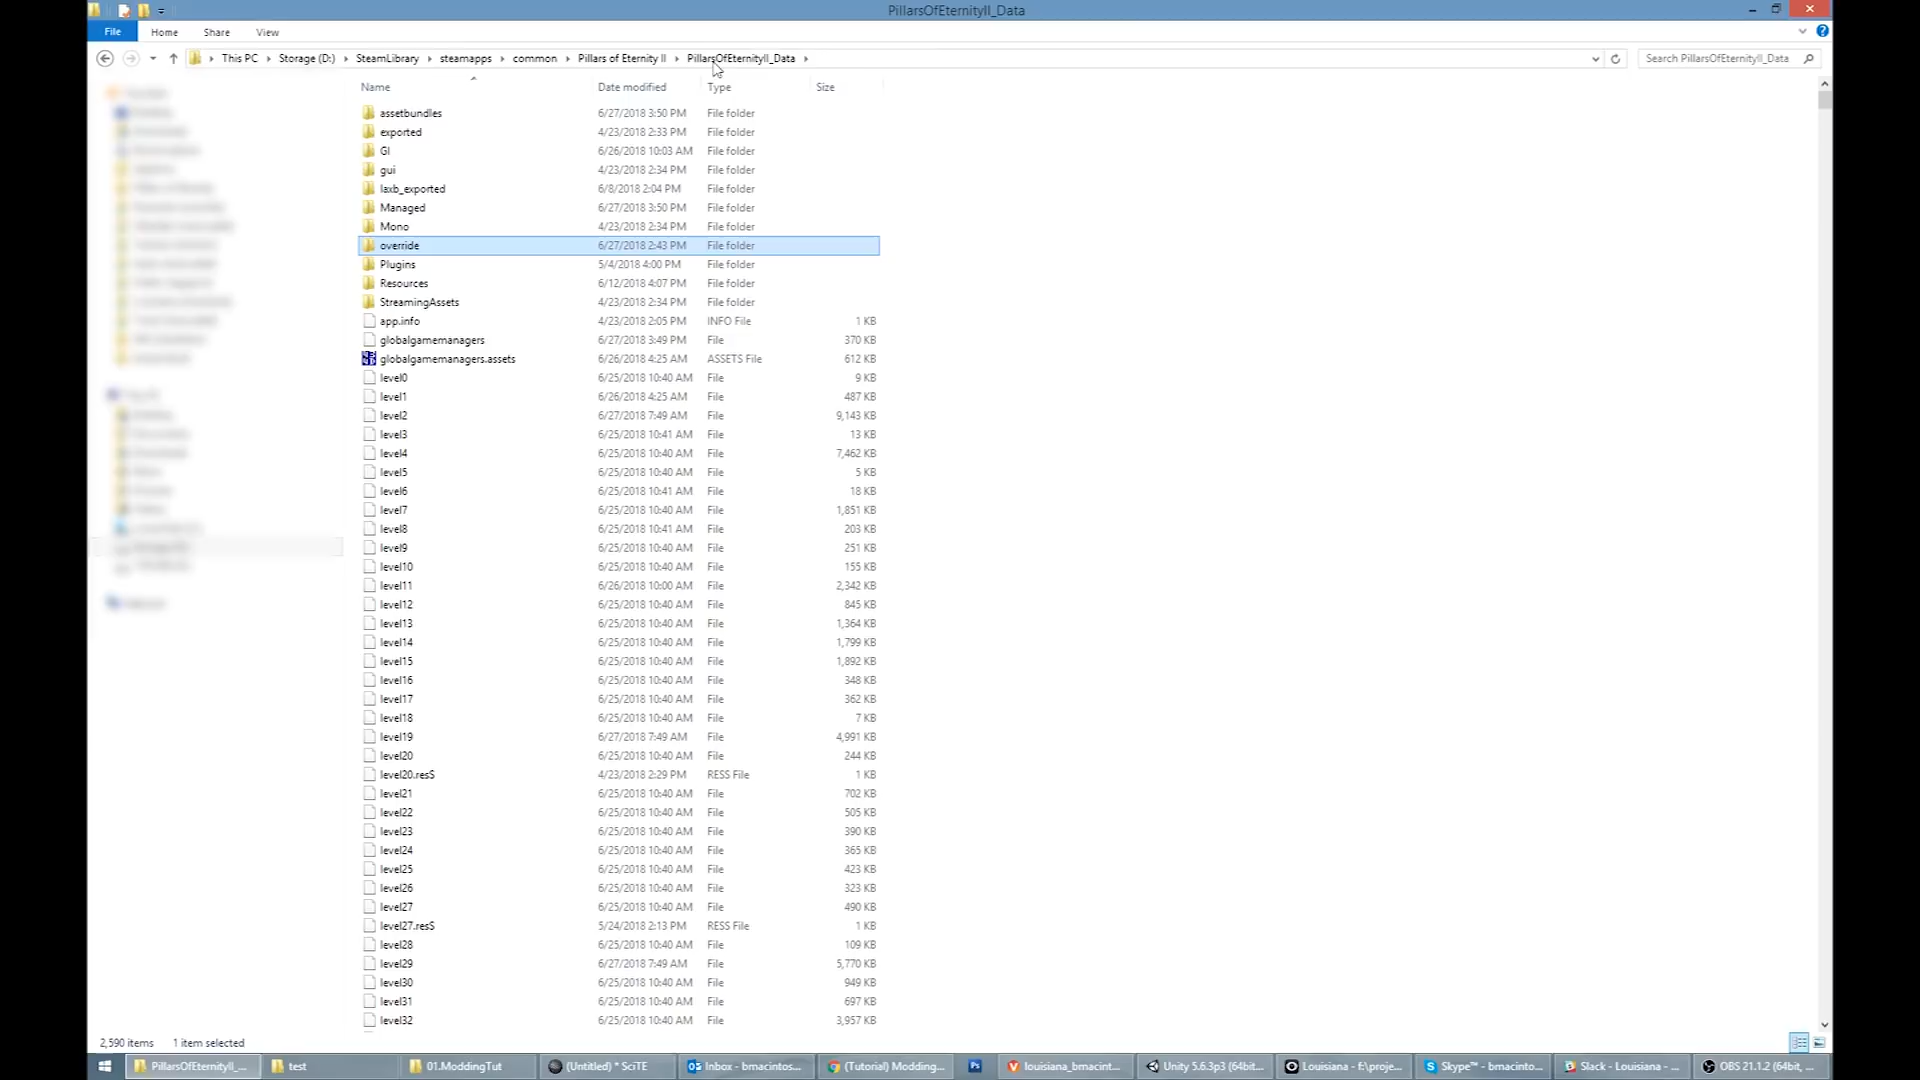 PillarsOfEternityII_Data
File Home Share View
This PC Storage (D:) SteamLibrary steamapps common Pillars of Eternity II PillarsOfEternityII_Data
Search PillarsOfEternityII_Data
Name Date modified Type Size
assetbundles 6/27/2018 3:50 PM File folder
exported 4/23/2018 2:33 PM File folder
GI 6/26/2018 10:03 AM File folder
gui 4/23/2018 2:34 PM File folder
laxb_exported 6/8/2018 2:04 PM File folder
Managed 6/27/2018 3:50 PM File folder
Mono 4/23/2018 2:34 PM File folder
override 6/27/2018 2:43 PM File folder
Plugins 5/4/2018 4:00 PM File folder
Resources 6/12/2018 4:07 PM File folder
StreamingAssets 4/23/2018 2:34 PM File folder
app.info 4/23/2018 2:05 PM INFO File 1 KB
globalgamemanagers 6/27/2018 3:49 PM File 370 KB
globalgamemanagers.assets 6/26/2018 4:25 AM ASSETS File 612 KB
level0 6/25/2018 10:40 AM File 9 KB
level1 6/26/2018 4:25 AM File 487 KB
level2 6/27/2018 7:49 AM File 9,143 KB
level3 6/25/2018 10:41 AM File 13 KB
level4 6/25/2018 10:40 AM File 7,462 KB
level5 6/25/2018 10:40 AM File 5 KB
level6 6/25/2018 10:41 AM File 18 KB
level7 6/25/2018 10:40 AM File 1,851 KB
level8 6/25/2018 10:41 AM File 203 KB
level9 6/25/2018 10:40 AM File 251 KB
level10 6/25/2018 10:40 AM File 155 KB
level11 6/26/2018 10:00 AM File 2,342 KB
level12 6/25/2018 10:40 AM File 845 KB
level13 6/25/2018 10:40 AM File 1,364 KB
level14 6/25/2018 10:40 AM File 1,799 KB
level15 6/25/2018 10:40 AM File 1,892 KB
level16 6/25/2018 10:40 AM File 348 KB
level17 6/25/2018 10:40 AM File 362 KB
level18 6/25/2018 10:40 AM File 7 KB
level19 6/27/2018 7:49 AM File 4,991 KB
level20 6/25/2018 10:40 AM File 244 KB
level20.resS 4/23/2018 2:29 PM RESS File 1 KB
level21 6/25/2018 10:40 AM File 702 KB
level22 6/25/2018 10:40 AM File 505 KB
level23 6/25/2018 10:40 AM File 390 KB
level24 6/25/2018 10:40 AM File 365 KB
level25 6/25/2018 10:40 AM File 423 KB
level26 6/25/2018 10:40 AM File 323 KB
level27 6/25/2018 10:40 AM File 490 KB
level27.resS 5/24/2018 2:13 PM RESS File 1 KB
level28 6/25/2018 10:40 AM File 109 KB
level29 6/27/2018 7:49 AM File 5,770 KB
level30 6/25/2018 10:40 AM File 949 KB
level31 6/25/2018 10:40 AM File 697 KB
level32 6/25/2018 10:40 AM File 3,957 KB
2,590 items 1 item selected
PillarsOfEternityII_... test 01.ModdingTut (Untitled) * SciTE Inbox - bmacintos... (Tutorial) Modding... Ps louisiana_bmacint... Unity 5.6.3p3 (64bit... Louisiana - f:\proje... Skype™ - bmacinto... Slack - Louisiana - ... OBS 21.1.2 (64bit, ...